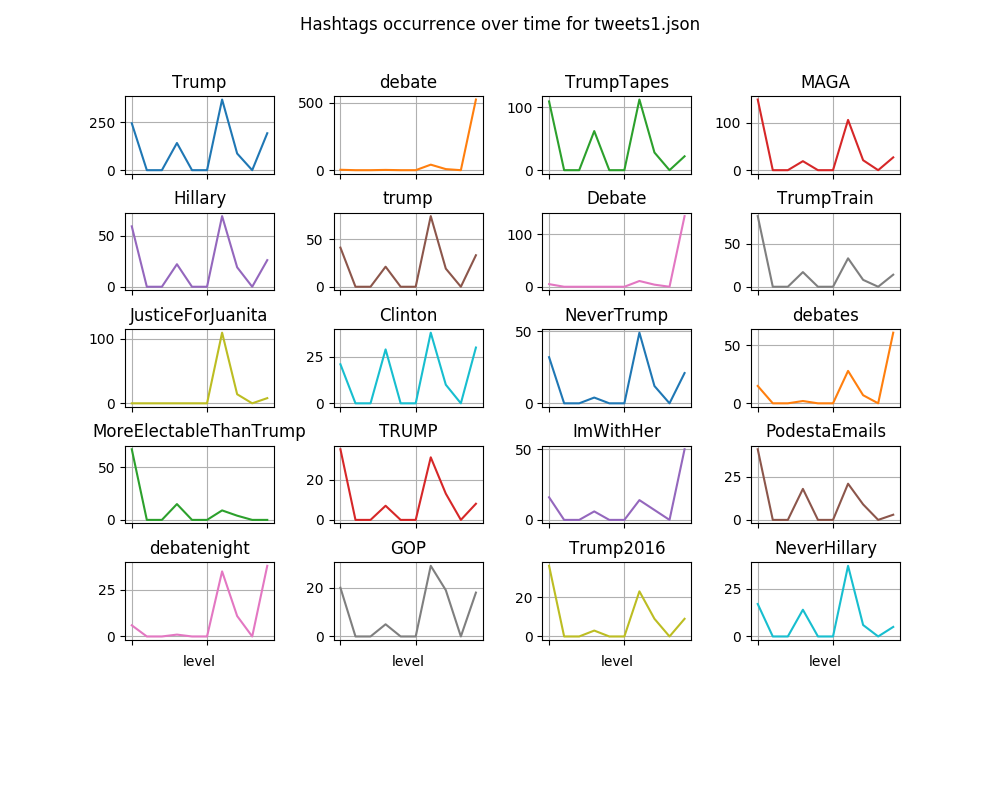 Hashtags occurrence over time for tweets1.json
Trump
debate
TrumpTapes
MAGA
250
0
500
0
100
0
100
0
Hillary
trump
Debate
TrumpTrain
50
0
50
0
100
0
50
0
JusticeForJuanita
Clinton
NeverTrump
debates
100
0
25
0
50
0
50
0
MoreElectableThanTrump
TRUMP
ImWithHer
PodestaEmails
50
0
20
0
50
0
25
0
debatenight
GOP
Trump2016
NeverHillary
25
0
20
0
20
0
25
0
level
level
level
level